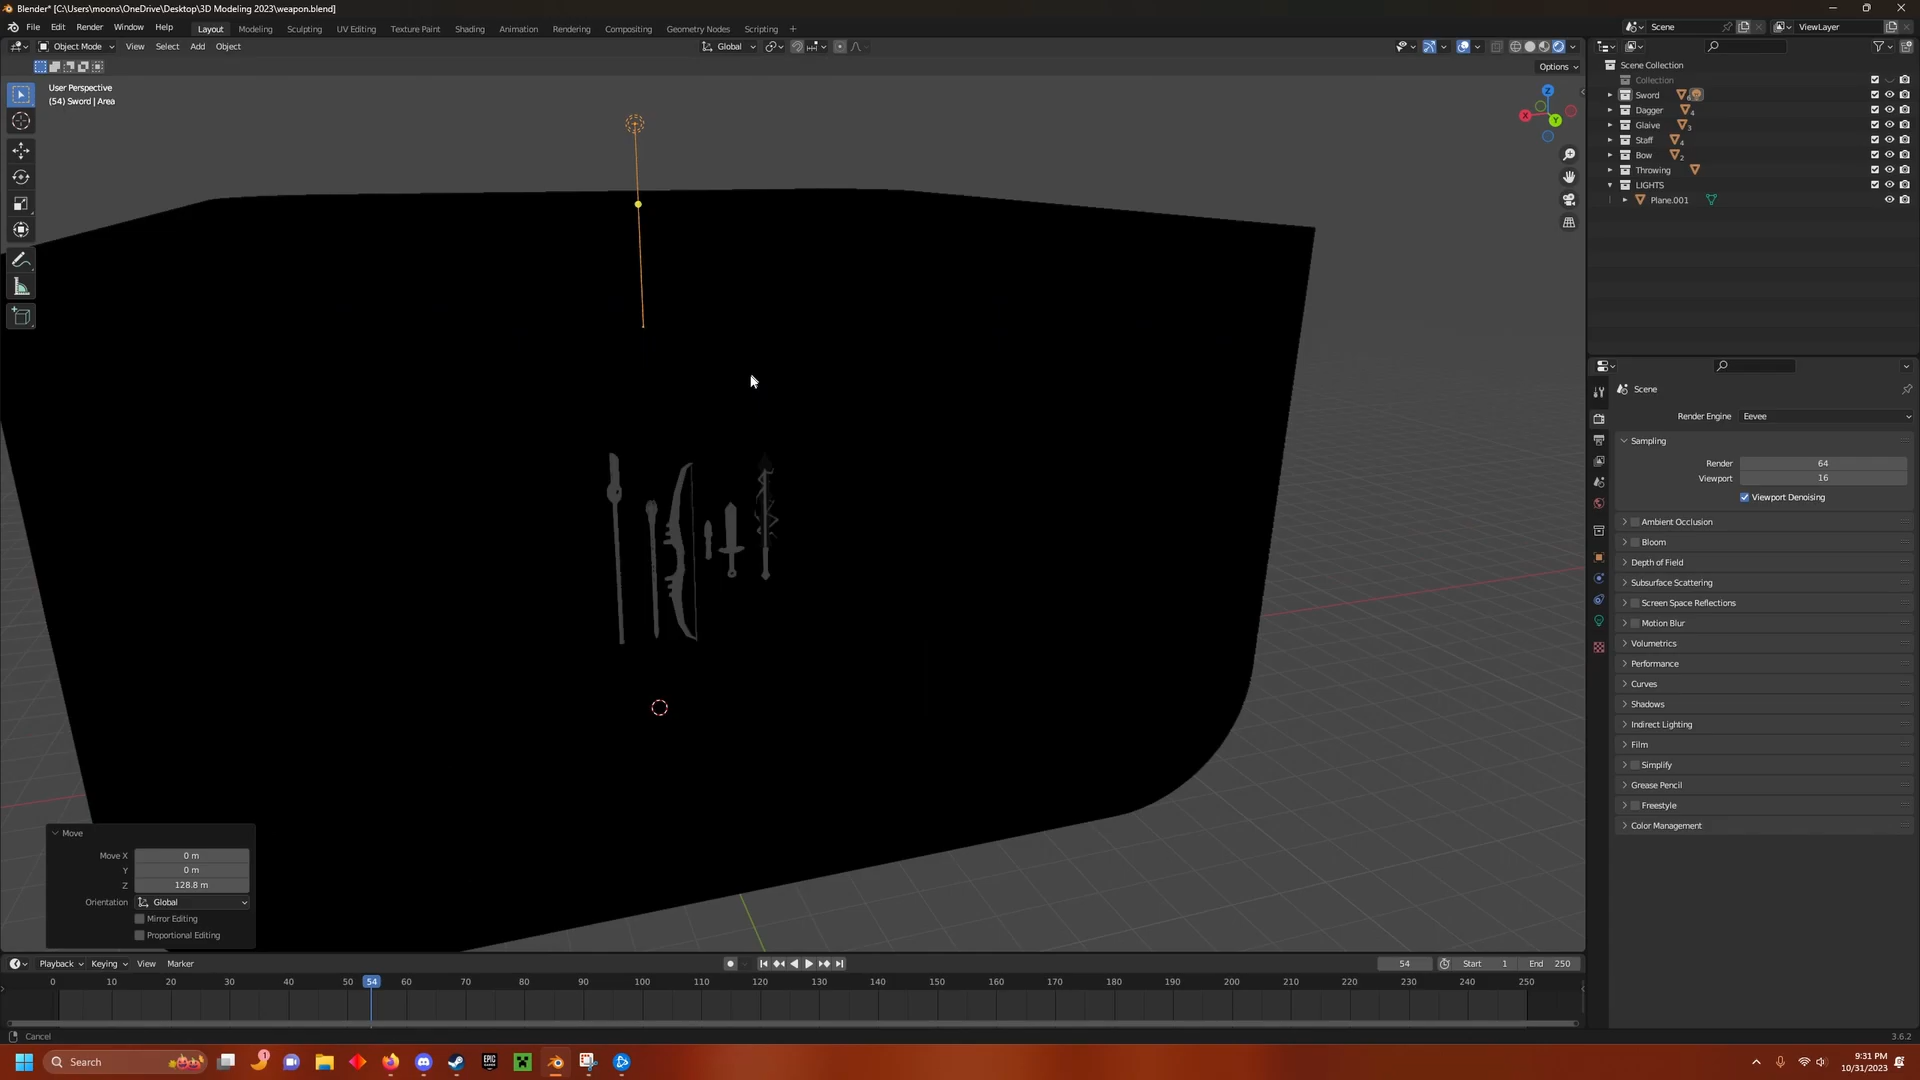 Blender* [C:\Users\moons\OneDrive\Desktop\3D Modeling 2023\weapon.blend]
File Edit Render Window Help Layout Modeling Sculpting UV Editing Texture Paint Shading Animation Rendering Compositing Geometry Nodes Scripting + Scene ViewLayer
Object Mode View Select Add Object Global
Options
User Perspective
(54) Sword | Area
Z
X
Y
Scene Collection
Collection
Sword 6
Dagger 4
Glaive 3
Staff 4
Bow 2
Throwing
LIGHTS
Plane.001
Scene
Render Engine Eevee
Sampling
Render 64
Viewport 16
Viewport Denoising
Ambient Occlusion
Bloom
Depth of Field
Subsurface Scattering
Screen Space Reflections
Motion Blur
Volumetrics
Performance
Curves
Shadows
Indirect Lighting
Film
Simplify
Grease Pencil
Freestyle
Color Management
Move
Move X 0 m
Y 0 m
Z 128.8 m
Orientation Global
Mirror Editing
Proportional Editing
Playback Keying View Marker 54 Start 1 End 250
0 10 20 30 40 50 54 60 70 80 90 100 110 120 130 140 150 160 170 180 190 200 210 220 230 240 250
Cancel 3.6.2
Search 1 EPIC 9:31 PM
10/31/2023